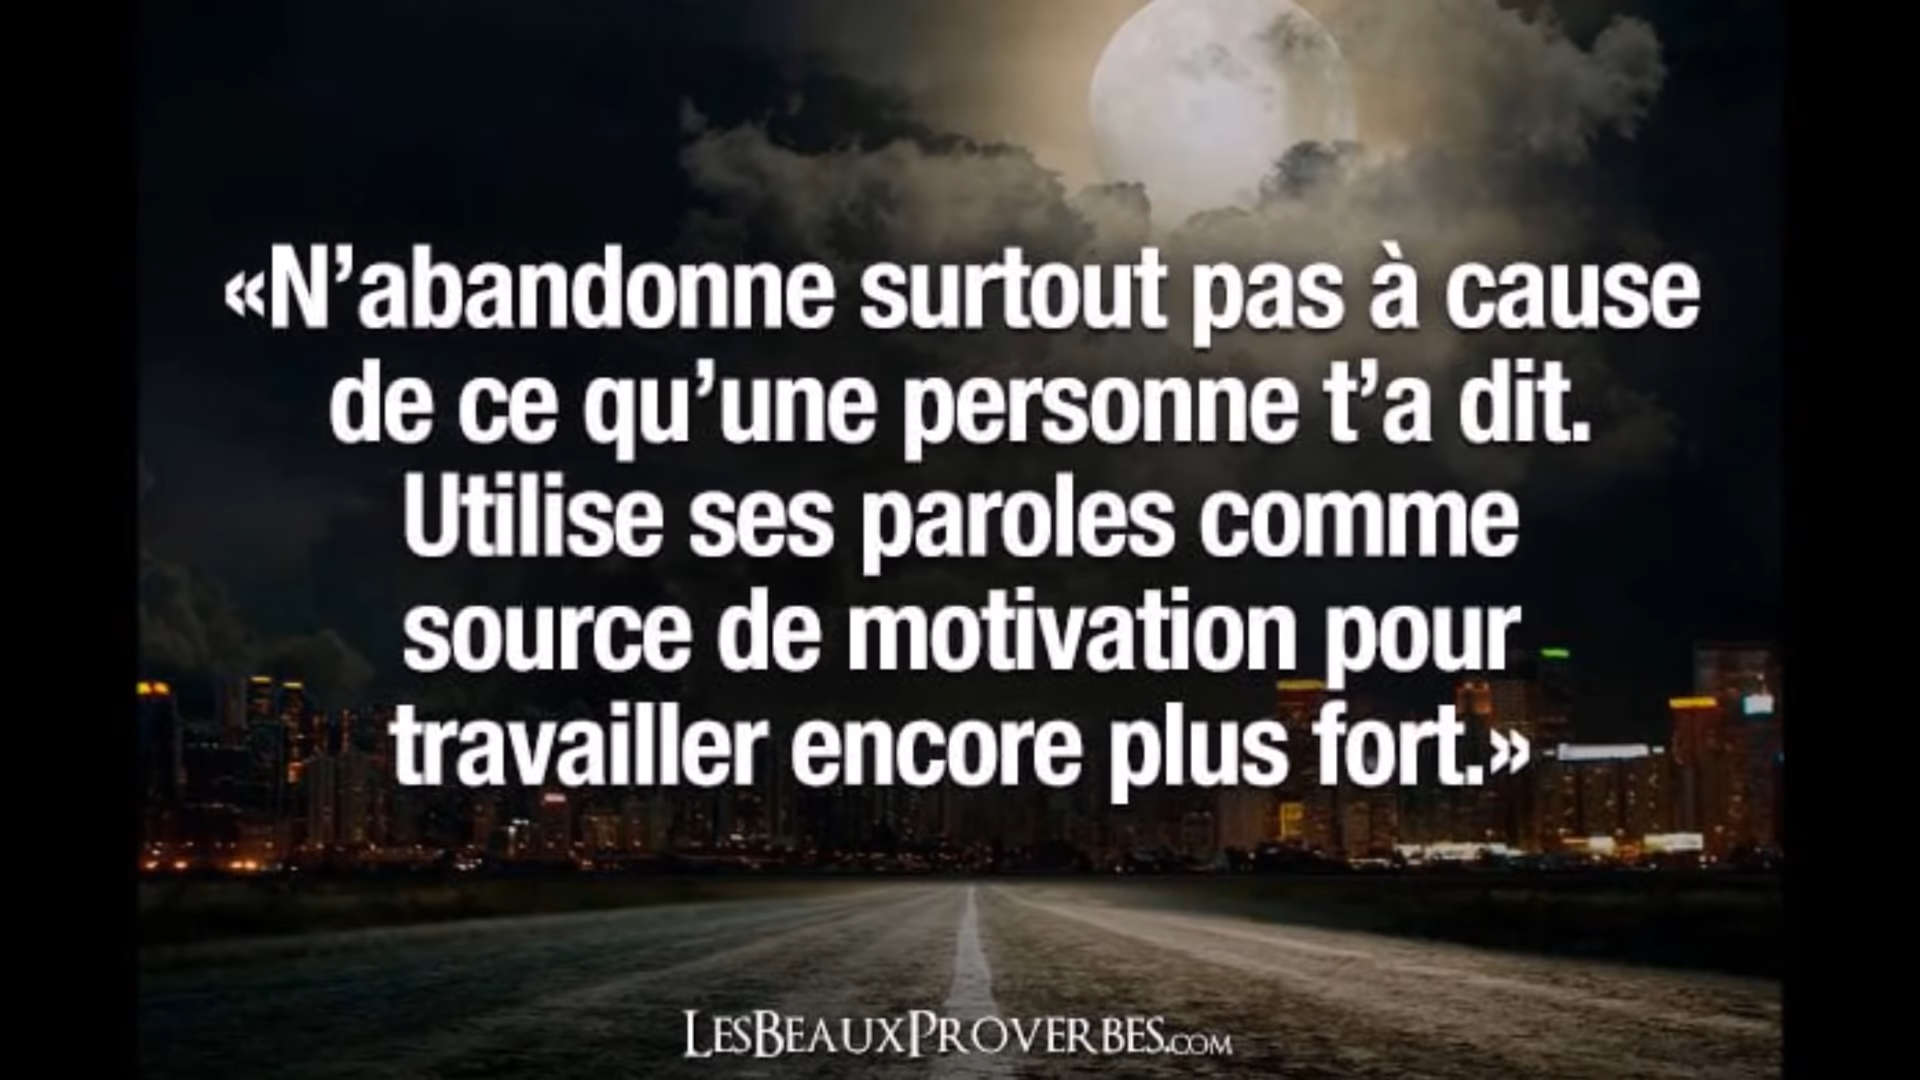 «N’abandonne surtout pas à cause
de ce qu’une personne t’a dit.
Utilise ses paroles comme
source de motivation pour
travailler encore plus fort.»
LESBEAUXPROVERBES.COM